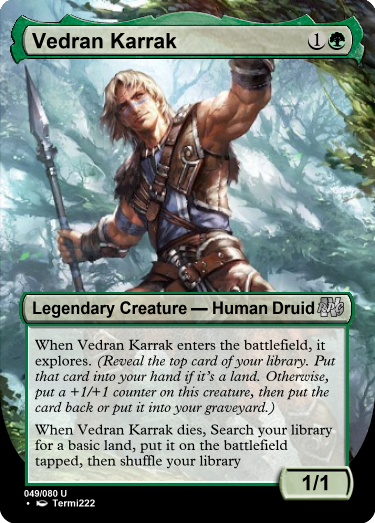 Vedran Karrak 1
Legendary Creature — Human Druid
When Vedran Karrak enters the battlefield, it
explores. (Reveal the top card of your library. Put
that card into your hand if it's a land. Otherwise,
put a +1/+1 counter on this creature, then put the
card back or put it into your graveyard.)
When Vedran Karrak dies, Search your library
for a basic land, put it on the battlefield
tapped, then shuffle your library
1/1
049/080 U
• Termi222